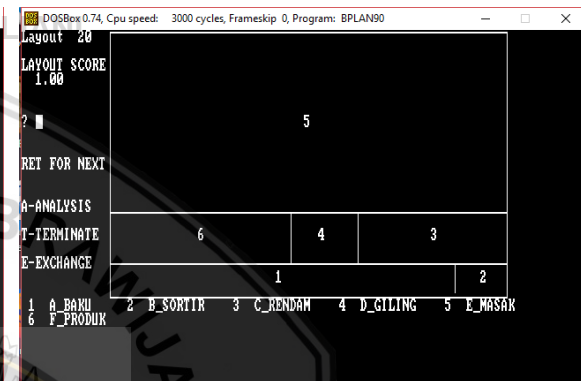 DOSBox 0.74, Cpu speed: 3000 cycles, Frameskip 0, Program: BPLAN90
Layout 20
LAYOUT SCORE
1.00
?
5
RET FOR NEXT
A-ANALYSIS
T-TERMINATE
6 4 3
E-EXCHANGE
1 2
1 A_BAKU 2 B_SORTIR 3 C_RENDAM 4 D_GILING 5 E_MASAK
6 F_PRODUK